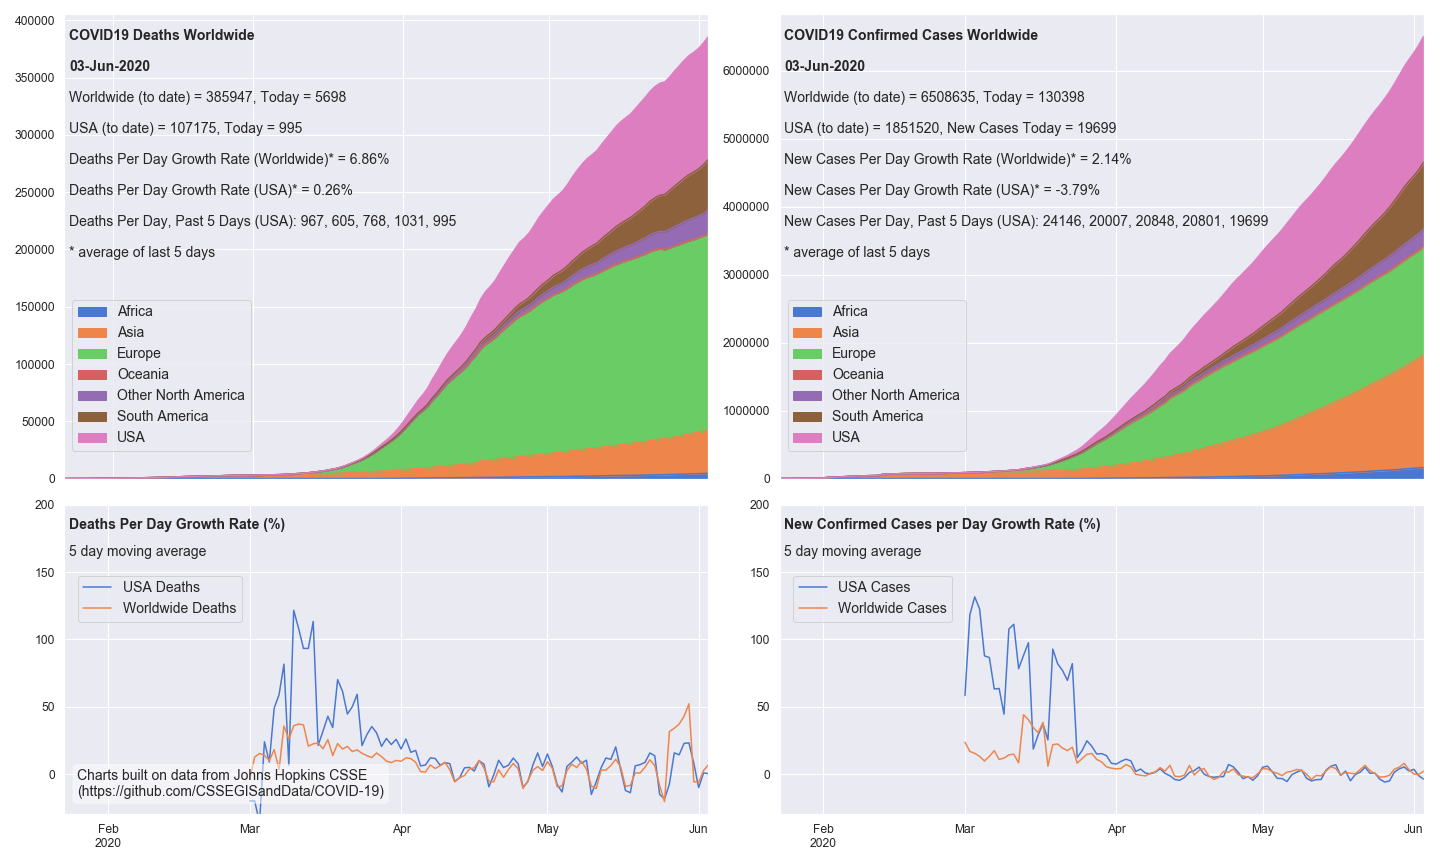 COVID19 Deaths Worldwide
03-Jun-2020
Worldwide (to date) = 385947, Today = 5698
USA (to date) = 107175, Today = 995
Deaths Per Day Growth Rate (Worldwide)* = 6.86%
Deaths Per Day Growth Rate (USA)* = 0.26%
Deaths Per Day, Past 5 Days (USA): 967, 605, 768, 1031, 995
* average of last 5 days
400000
350000
300000
250000
200000
150000
100000
50000
0
Africa
Asia
Europe
Oceania
Other North America
South America
USA
COVID19 Confirmed Cases Worldwide
03-Jun-2020
Worldwide (to date) = 6508635, Today = 130398
USA (to date) = 1851520, New Cases Today = 19699
New Cases Per Day Growth Rate (Worldwide)* = 2.14%
New Cases Per Day Growth Rate (USA)* = -3.79%
New Cases Per Day, Past 5 Days (USA): 24146, 20007, 20848, 20801, 19699
* average of last 5 days
6000000
5000000
4000000
3000000
2000000
1000000
0
Africa
Asia
Europe
Oceania
Other North America
South America
USA
Deaths Per Day Growth Rate (%)
5 day moving average
USA Deaths
Worldwide Deaths
200
150
100
50
0
Charts built on data from Johns Hopkins CSSE
(https://github.com/CSSEGISandData/COVID-19)
Feb Mar Apr May Jun
2020
New Confirmed Cases per Day Growth Rate (%)
5 day moving average
USA Cases
Worldwide Cases
200
150
100
50
0
Feb Mar Apr May Jun
2020